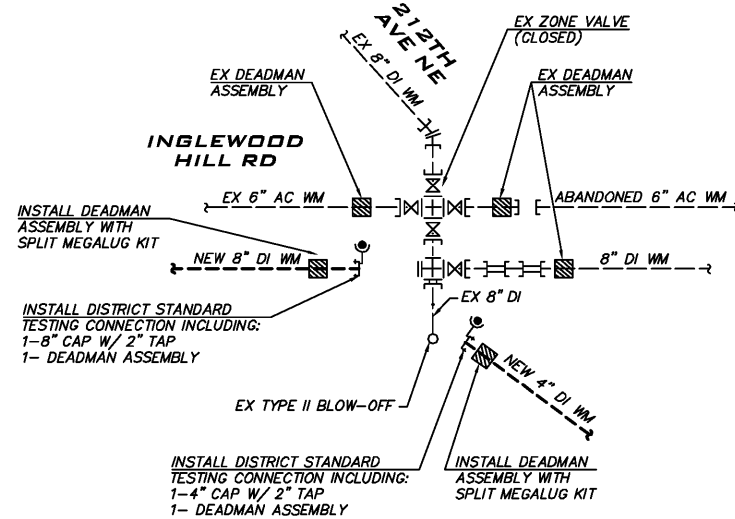 212TH
AVE NE
EX 8" DI WM
EX ZONE VALVE
(CLOSED)
EX DEADMAN
ASSEMBLY
EX DEADMAN
ASSEMBLY
INGLEWOOD
HILL RD
EX 6" AC WM
ABANDONED 6" AC WM
INSTALL DEADMAN
ASSEMBLY WITH
SPLIT MEGALUG KIT
NEW 8" DI WM
8" DI WM
INSTALL DISTRICT STANDARD
TESTING CONNECTION INCLUDING:
1-8" CAP W/ 2" TAP
1- DEADMAN ASSEMBLY
EX 8" DI
NEW 4" DI WM
EX TYPE II BLOW-OFF
INSTALL DISTRICT STANDARD
TESTING CONNECTION INCLUDING:
1-4" CAP W/ 2" TAP
1- DEADMAN ASSEMBLY
INSTALL DEADMAN
ASSEMBLY WITH
SPLIT MEGALUG KIT